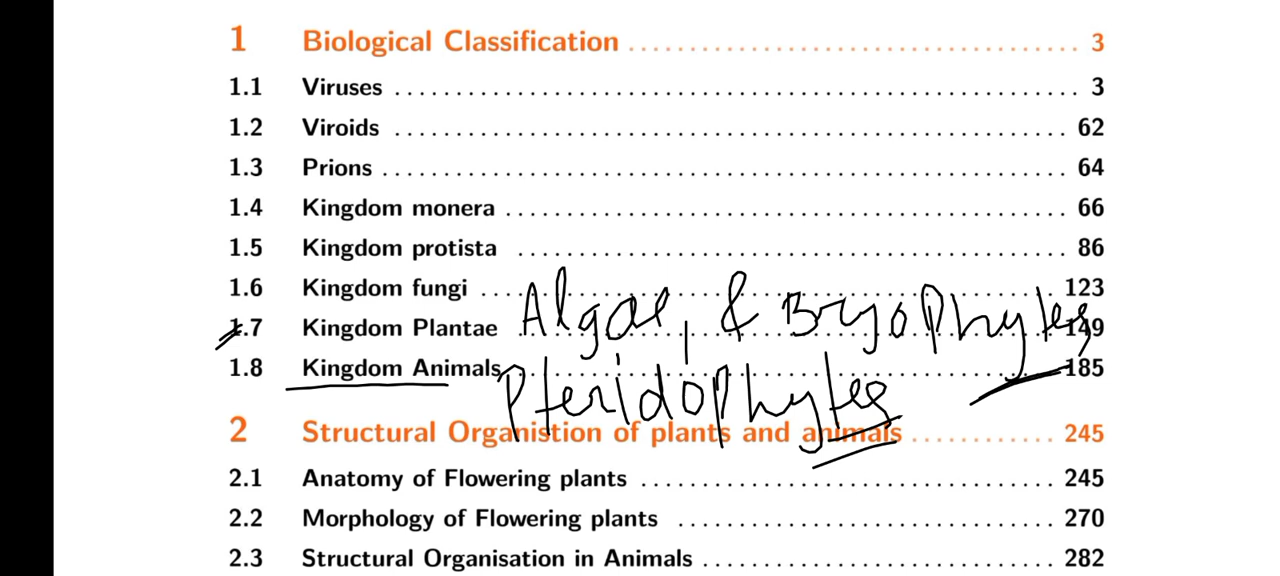 1 Biological Classification 3
1.1 Viruses 3
1.2 Viroids 62
1.3 Prions 64
1.4 Kingdom monera 66
1.5 Kingdom protista 86
1.6 Kingdom fungi 123
1.7 Kingdom Plantae 149
Algae, & Bryophytes
1.8 Kingdom Animals 185
Pteridophytes
2 Structural Organistion of plants and animals 245
2.1 Anatomy of Flowering plants 245
2.2 Morphology of Flowering plants 270
2.3 Structural Organisation in Animals 282